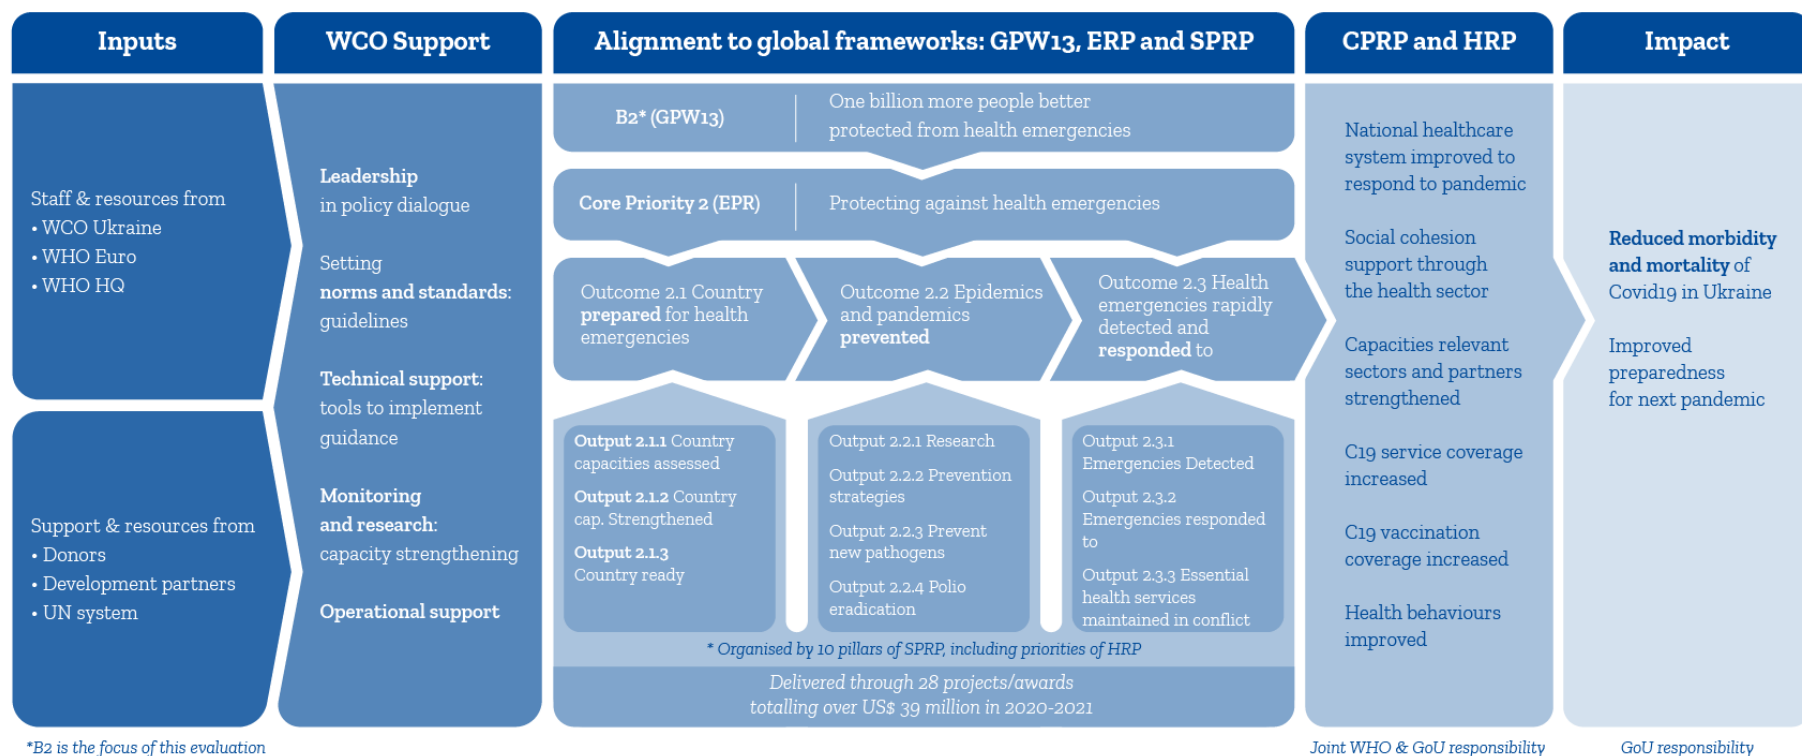 Inputs
Staff & resources from
• WCO Ukraine
• WHO Euro
• WHO HQ
Support & resources from
• Donors
• Development partners
• UN system
*B2 is the focus of this evaluation
WCO Support
Leadership
in policy dialogue
Setting
norms and standards:
guidelines
Technical support:
tools to implement
guidance
Monitoring
and research:
capacity strengthening
Operational support
Alignment to global frameworks: GPW13, ERP and SPRP
B2* (GPW13)
One billion more people better
protected from health emergencies
Core Priority 2 (EPR)
Protecting against health emergencies
Outcome 2.1 Country
prepared for health
emergencies
Outcome 2.2 Epidemics
and pandemics
prevented
Outcome 2.3 Health
emergencies rapidly
detected and
responded to
Output 2.1.1 Country
capacities assessed
Output 2.1.2 Country
cap. Strengthened
Output 2.1.3
Country ready
Output 2.2.1 Research
Output 2.2.2 Prevention
strategies
Output 2.2.3 Prevent
new pathogens
Output 2.2.4 Polio
eradication
Output 2.3.1
Emergencies Detected
Output 2.3.2
Emergencies responded
to
Output 2.3.3 Essential
health services
maintained in conflict
* Organised by 10 pillars of SPRP, including priorities of HRP
Delivered through 28 projects/awards
totalling over US$ 39 million in 2020-2021
CPRP and HRP
National healthcare
system improved to
respond to pandemic
Social cohesion
support through
the health sector
Capacities relevant
sectors and partners
strengthened
C19 service coverage
increased
C19 vaccination
coverage increased
Health behaviours
improved
Joint WHO & GoU responsibility
Impact
Reduced morbidity
and mortality of
Covid19 in Ukraine
Improved
preparedness
for next pandemic
GoU responsibility